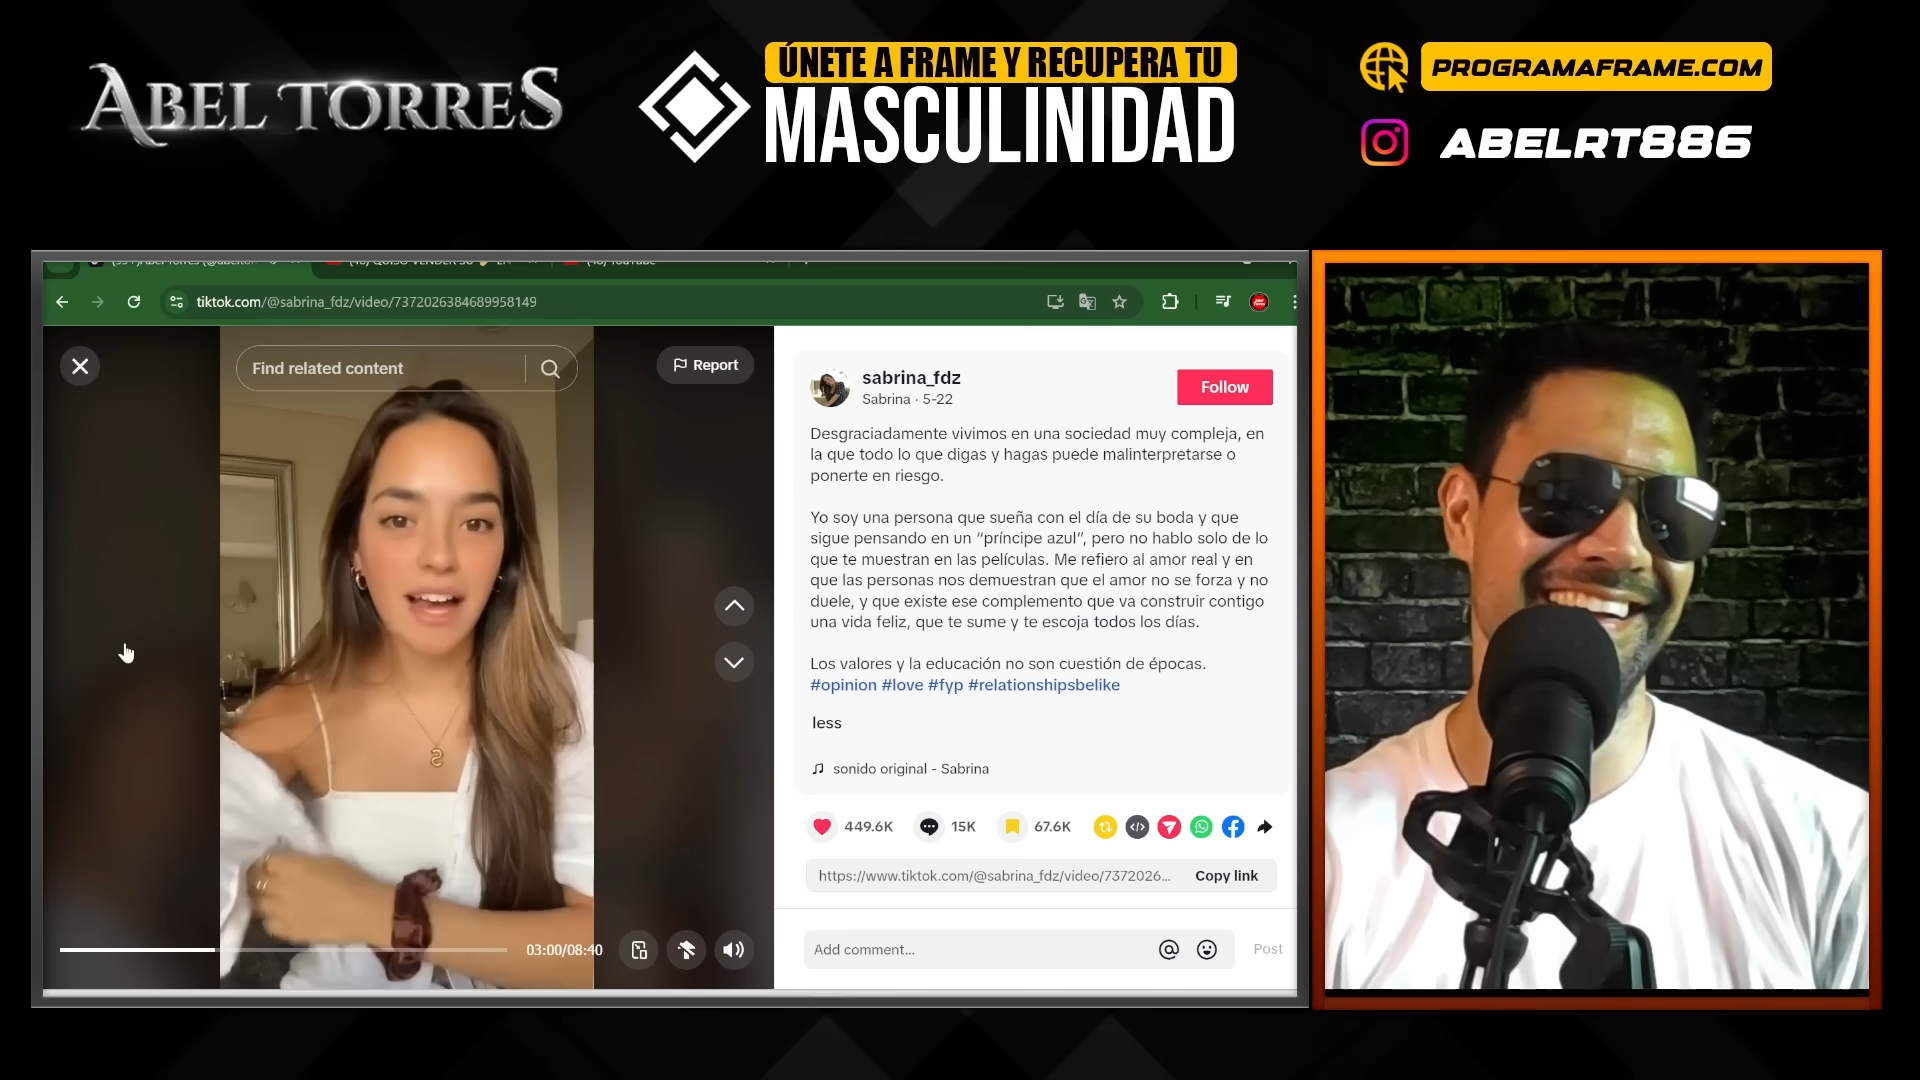 ABEL TORRES
ÚNETE A FRAME Y RECUPERA TU
MASCULINIDAD
PROGRAMAFRAME.COM
ABELRT886
tiktok.com/@sabrina_fdz/video/7372026384689958149
Find related content
Report
sabrina_fdz
Sabrina · 5-22
Follow
Desgraciadamente vivimos en una sociedad muy compleja, en
la que todo lo que digas y hagas puede malinterpretarse o
ponerte en riesgo.
Yo soy una persona que sueña con el día de su boda y que
sigue pensando en un “príncipe azul”, pero no hablo solo de lo
que te muestran en las películas. Me refiero al amor real y en
que las personas nos demuestran que el amor no se forza y no
duele, y que existe ese complemento que va construir contigo
una vida feliz, que te sume y te escoja todos los días.
Los valores y la educación no son cuestión de épocas.
#opinion #love #fyp #relationshipsbelike
less
sonido original - Sabrina
449.6K 15K 67.6K
https://www.tiktok.com/@sabrina_fdz/video/7372026... Copy link
03:00/08:40
Add comment... Post